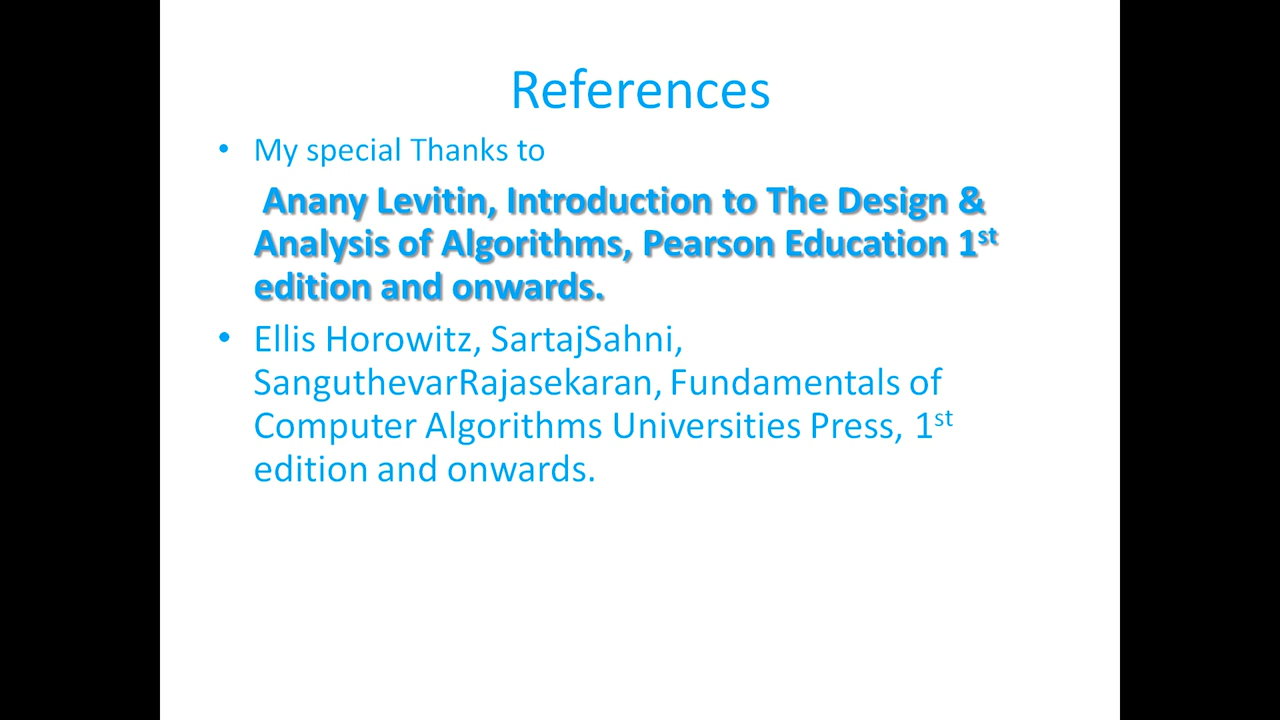 References
• My special Thanks to
Anany Levitin, Introduction to The Design &
Analysis of Algorithms, Pearson Education 1st
edition and onwards.
• Ellis Horowitz, SartajSahni,
SanguthevarRajasekaran, Fundamentals of
Computer Algorithms Universities Press, 1st
edition and onwards.